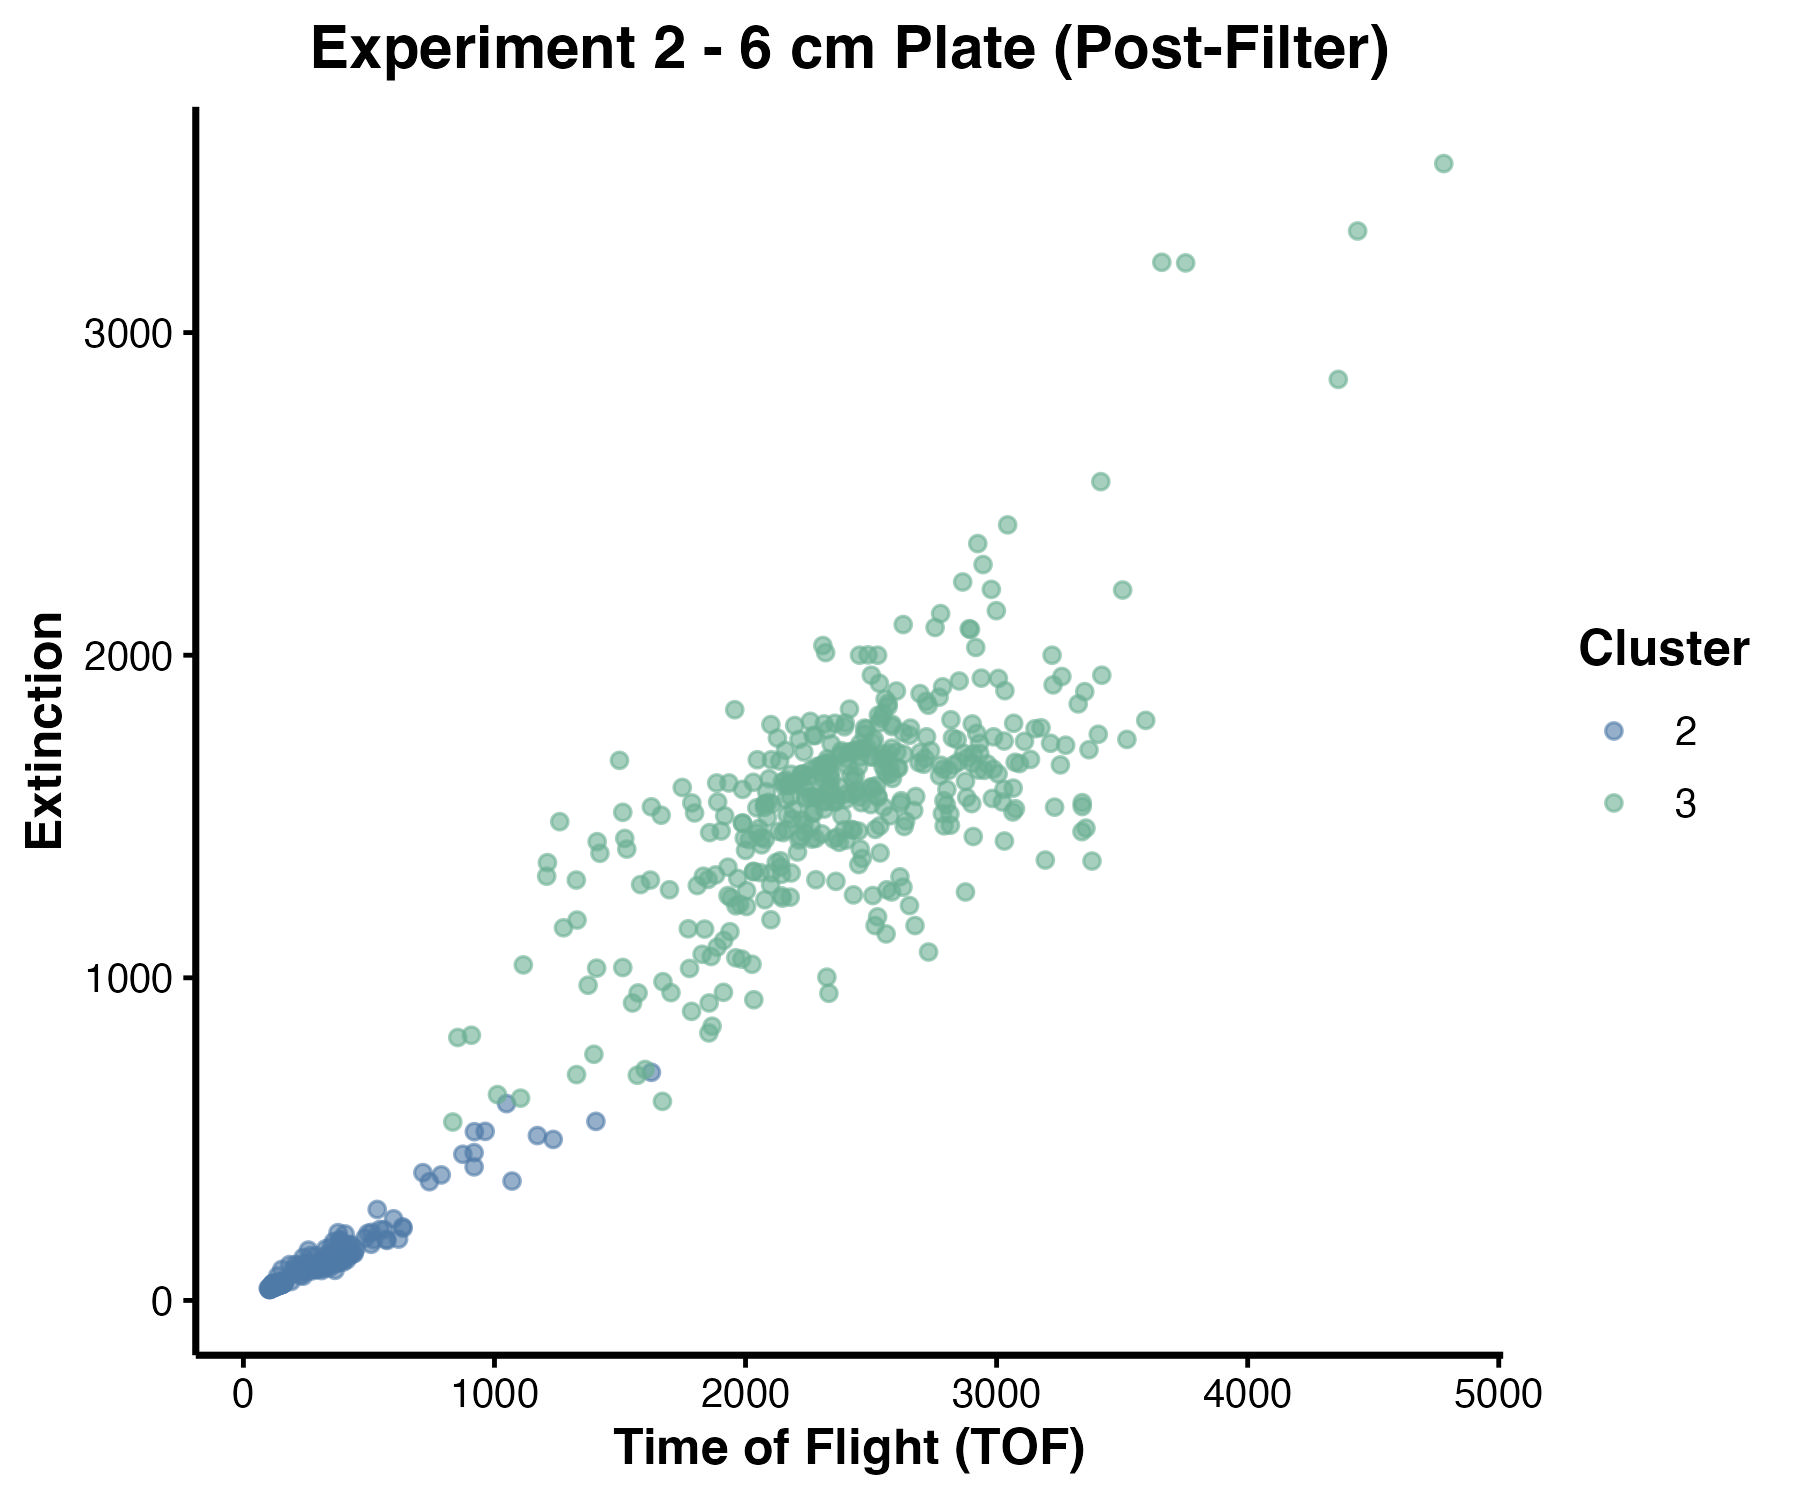 Experiment 2 - 6 cm Plate (Post-Filter)
3000
2000
1000
0
Extinction
0 1000 2000 3000 4000 5000
Time of Flight (TOF)
Cluster
2
3